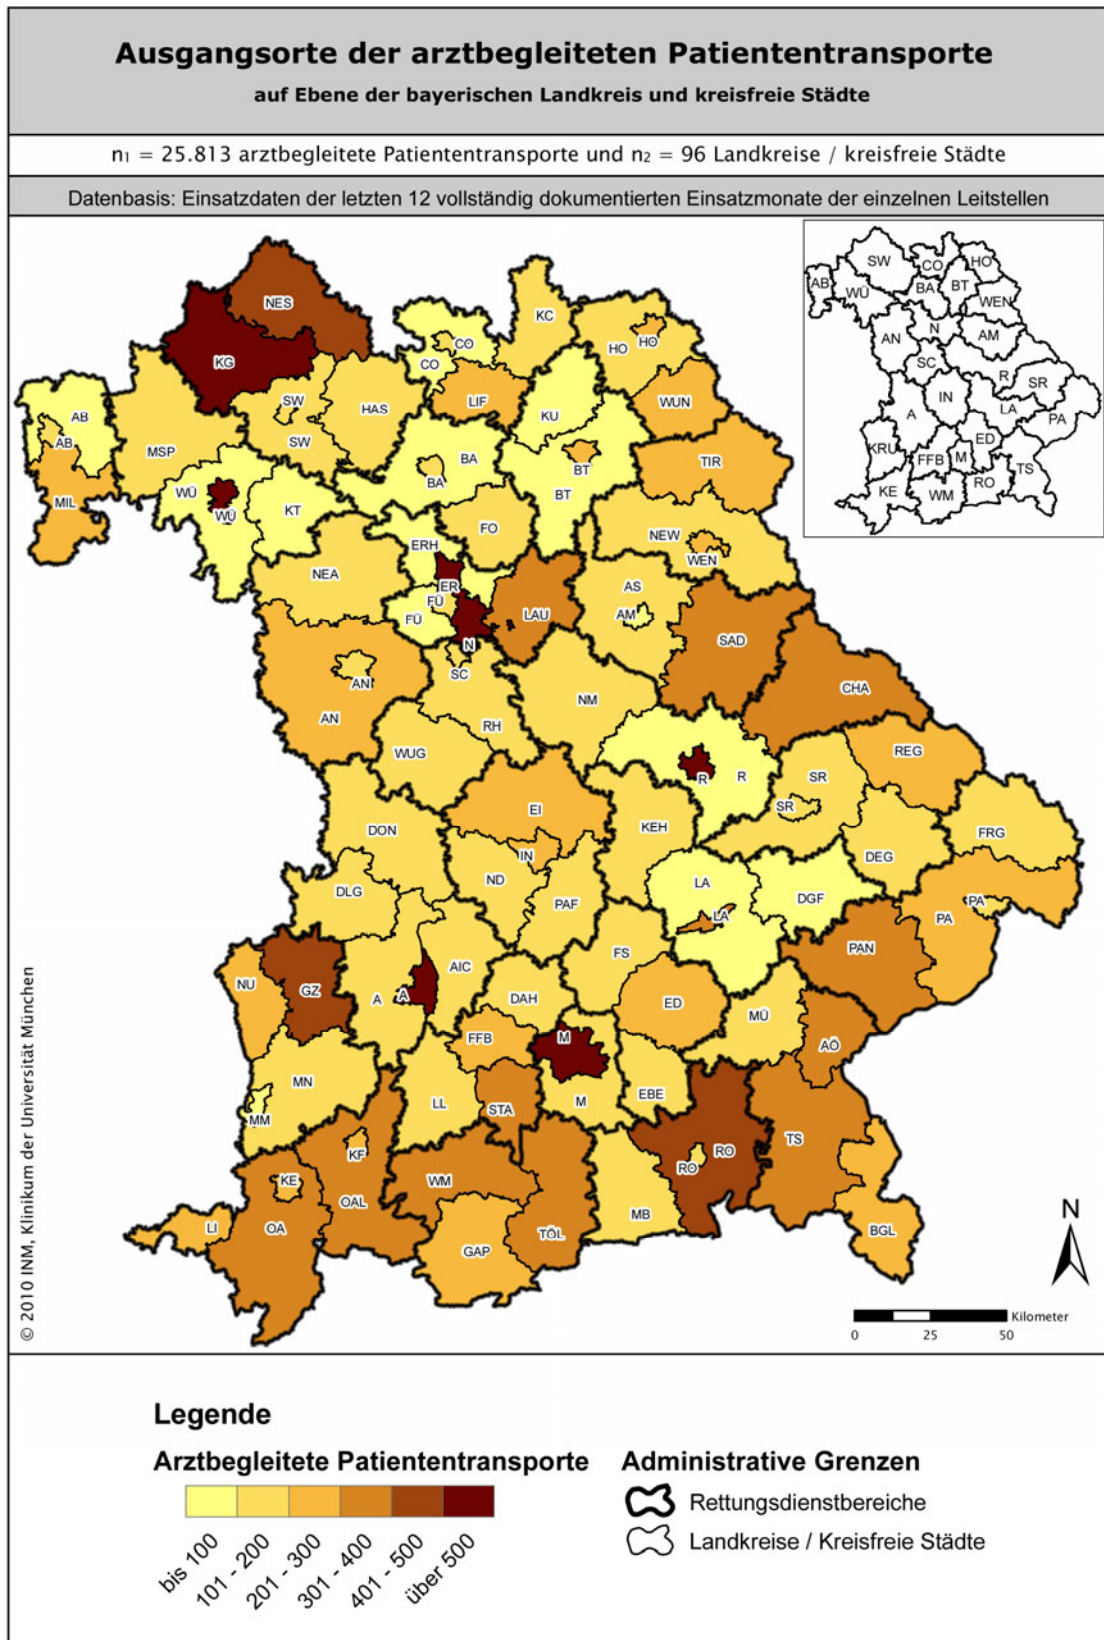 Ausgangsorte der arztbegleiteten Patiententransporte
auf Ebene der bayerischen Landkreis und kreisfreie Städte
n₁ = 25.813 arztbegleitete Patiententransporte und n₂ = 96 Landkreise / kreisfreie Städte
Datenbasis: Einsatzdaten der letzten 12 vollständig dokumentierten Einsatzmonate der einzelnen Leitstellen
SW CO HO
AB WÜ BA BT WEN
AN N AM
SC R SR
A IN LA PA
KRU FFB M ED TS
KE WM RO
NES
KC
KG CO HO
CO HO
SW HAS LIF WUN
AB KU
AB MSP SW BA BT TIR
MIL WÜ KT BA BT
WÜ ERH FO NEW
WEN
NEA ER AS
FÜ FÜ LAU AM
N SAD
SC
AN NM CHA
AN RH
WUG REG
R R SR
SR
EI
DON KEH FRG
IN DEG
DLG ND PAF LA DGF PA
LA PA
PAN
NU GZ A A AIC DAH FS ED MÜ
FFB M AÖ
MN LL STA M EBE
MM
KF TS
KE OAL WM RO RO
LI OA GAP TÖL MB BGL
N
Kilometer
0 25 50
© 2010 INM, Klinikum der Universität München
Legende
Arztbegleitete Patiententransporte
bis 100
101 - 200
201 - 300
301 - 400
401 - 500
über 500
Administrative Grenzen
Rettungsdienstbereiche
Landkreise / Kreisfreie Städte